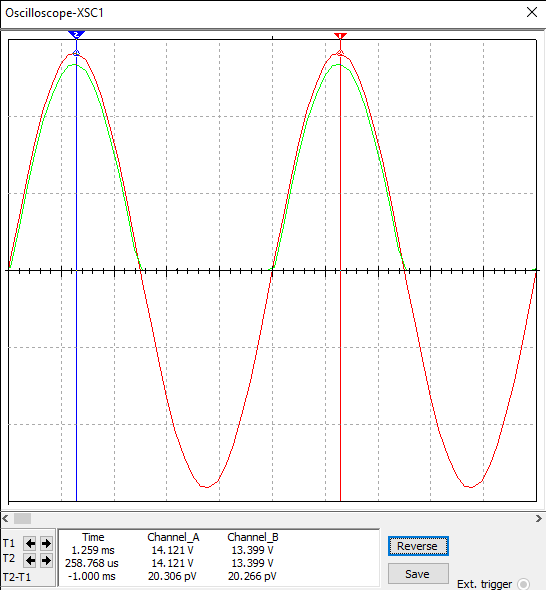 Oscilloscope-XSC1
2
1
Time Channel_A Channel_B
T1 1.259 ms 14.121 V 13.399 V
T2 258.768 us 14.121 V 13.399 V
T2-T1 -1.000 ms 20.306 pV 20.266 pV
Reverse
Save
Ext. trigger